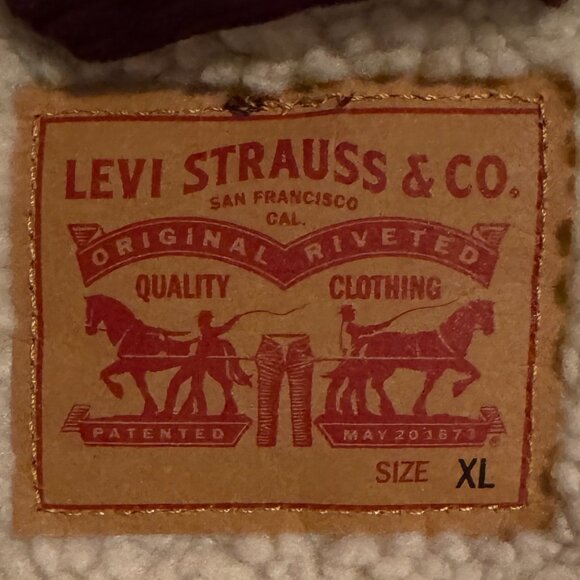 LEVI STRAUSS & CO.
SAN FRANCISCO
CAL.
ORIGINAL RIVETED
QUALITY CLOTHING
PATENTED MAY 20 1873
SIZE XL